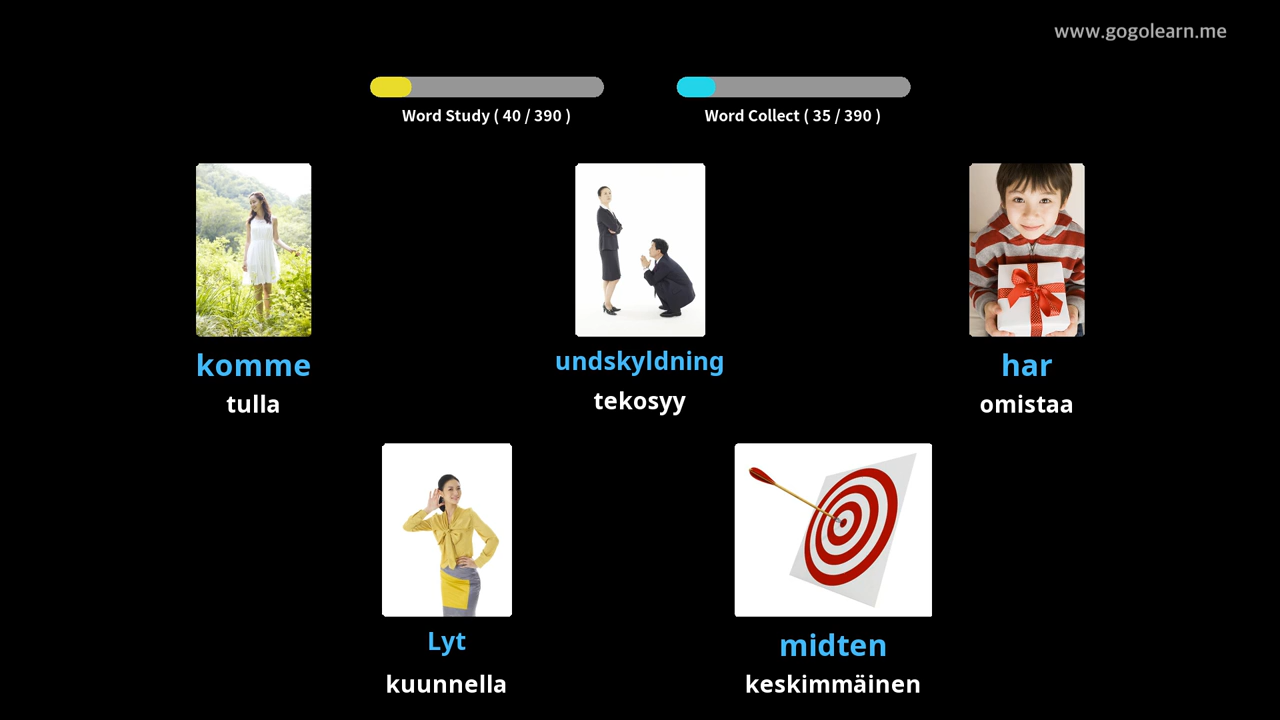 www.gogolearn.me
Word Study ( 40 / 390 )
Word Collect ( 35 / 390 )
komme
tulla
undskyldning
tekosyy
har
omistaa
Lyt
kuunnella
midten
keskimmäinen